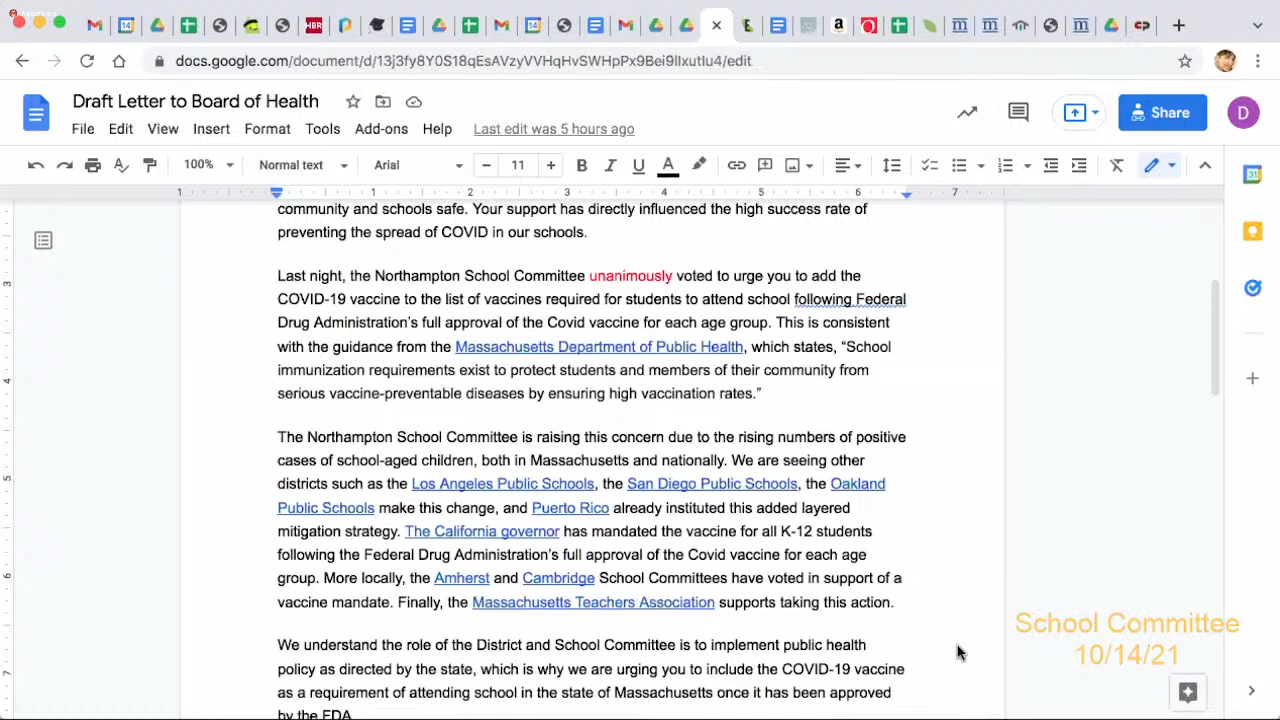 docs.google.com/document/d/13j3fy8Y0S18qEsAVzyVVHqHvSWHpPx9Bei9lIxutIu4/edit
Draft Letter to Board of Health
File Edit View Insert Format Tools Add-ons Help Last edit was 5 hours ago
Share
D
100% Normal text Arial 11
1 1 2 3 4 5 6 7
community and schools safe. Your support has directly influenced the high success rate of
preventing the spread of COVID in our schools.
Last night, the Northampton School Committee unanimously voted to urge you to add the
COVID-19 vaccine to the list of vaccines required for students to attend school following Federal
Drug Administration's full approval of the Covid vaccine for each age group. This is consistent
with the guidance from the Massachusetts Department of Public Health, which states, “School
immunization requirements exist to protect students and members of their community from
serious vaccine-preventable diseases by ensuring high vaccination rates.”
The Northampton School Committee is raising this concern due to the rising numbers of positive
cases of school-aged children, both in Massachusetts and nationally. We are seeing other
districts such as the Los Angeles Public Schools, the San Diego Public Schools, the Oakland
Public Schools make this change, and Puerto Rico already instituted this added layered
mitigation strategy. The California governor has mandated the vaccine for all K-12 students
following the Federal Drug Administration's full approval of the Covid vaccine for each age
group. More locally, the Amherst and Cambridge School Committees have voted in support of a
vaccine mandate. Finally, the Massachusetts Teachers Association supports taking this action.
We understand the role of the District and School Committee is to implement public health
policy as directed by the state, which is why we are urging you to include the COVID-19 vaccine
as a requirement of attending school in the state of Massachusetts once it has been approved
by the FDA.
School Committee
10/14/21